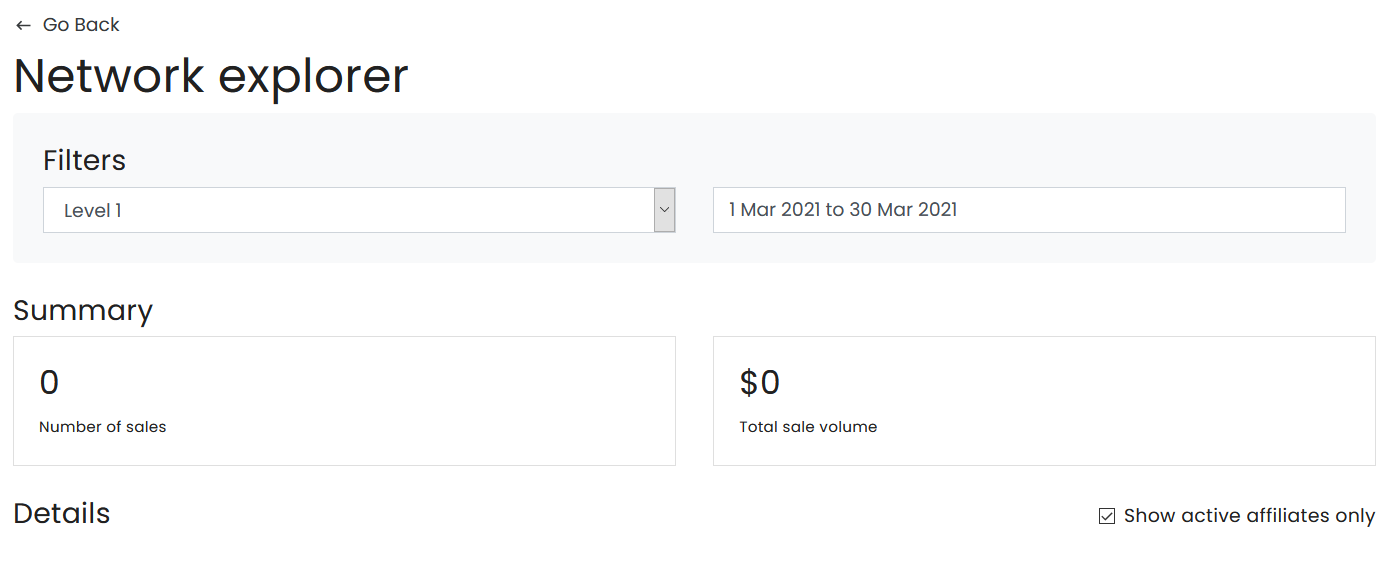 ← Go Back
Network explorer
Filters
Level 1
1 Mar 2021 to 30 Mar 2021
Summary
0
Number of sales
$0
Total sale volume
Details
Show active affiliates only